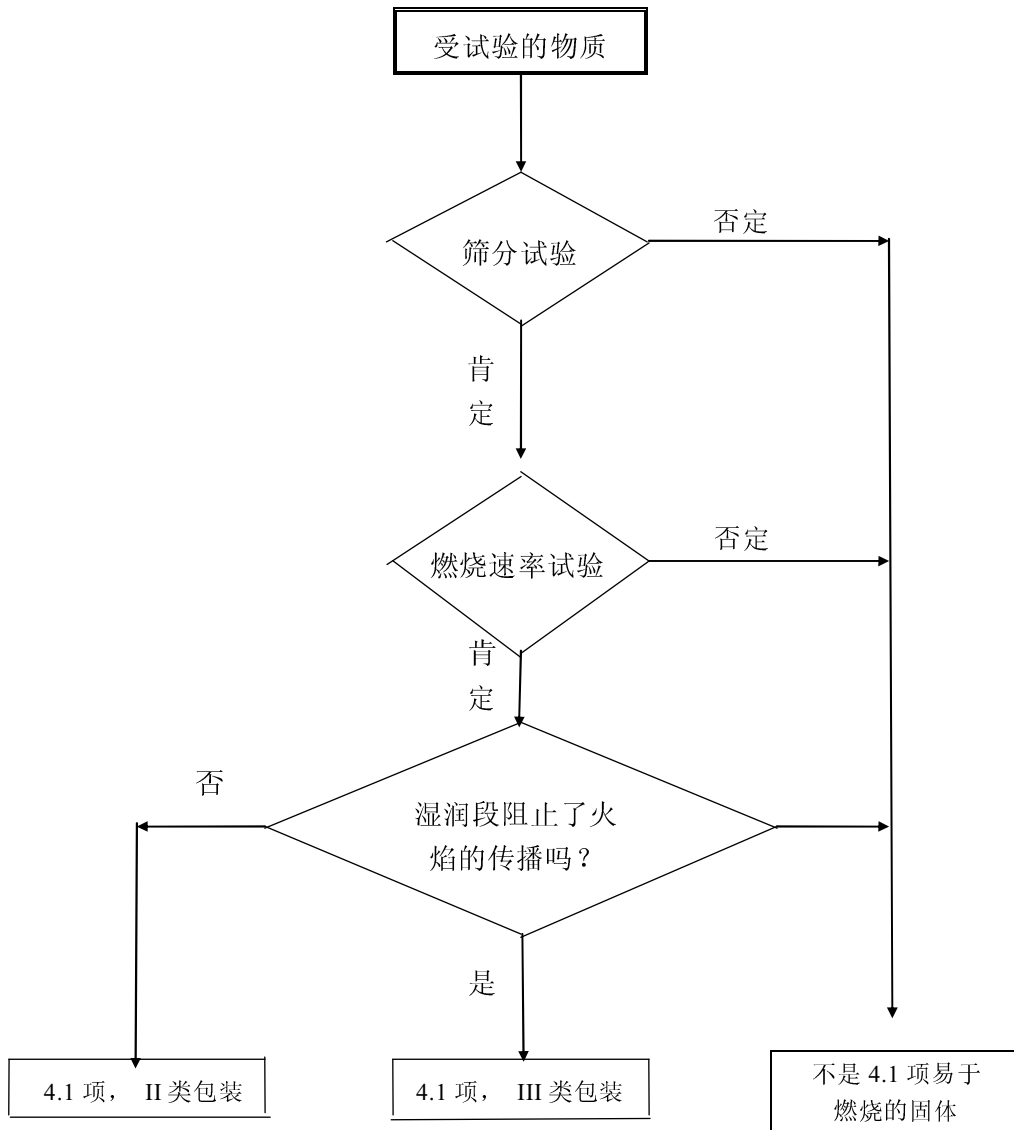 受试验的物质
否定
筛分试验
肯
定
否定
燃烧速率试验
肯
定
否
湿润段阻止了火
焰的传播吗？
是
4.1 项， II 类包装
4.1 项， III 类包装
不是 4.1 项易于
燃烧的固体